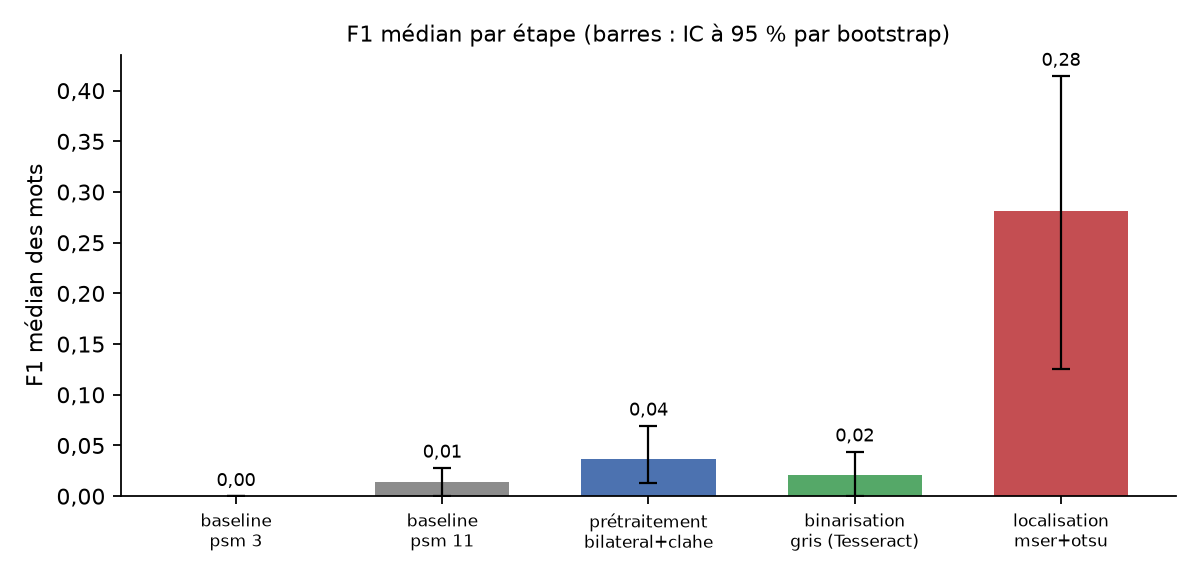 F1 médian par étape (barres : IC à 95 % par bootstrap)
F1 médian des mots
0,40
0,35
0,30
0,25
0,20
0,15
0,10
0,05
0,00
0,00
0,01
0,04
0,02
0,28
baseline
psm 3
baseline
psm 11
prétraitement
bilateral+clahe
binarisation
gris (Tesseract)
localisation
mser+otsu